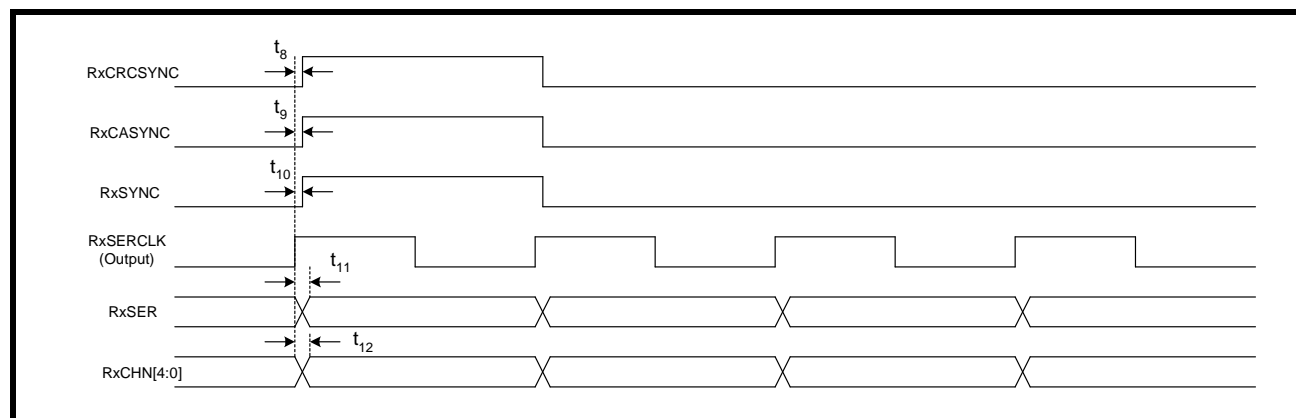 t8
RxCRCSYNC
t9
RxCASYNC
t10
RxSYNC
RxSERCLK
(Output)
t11
RxSER
t12
RxCHN[4:0]